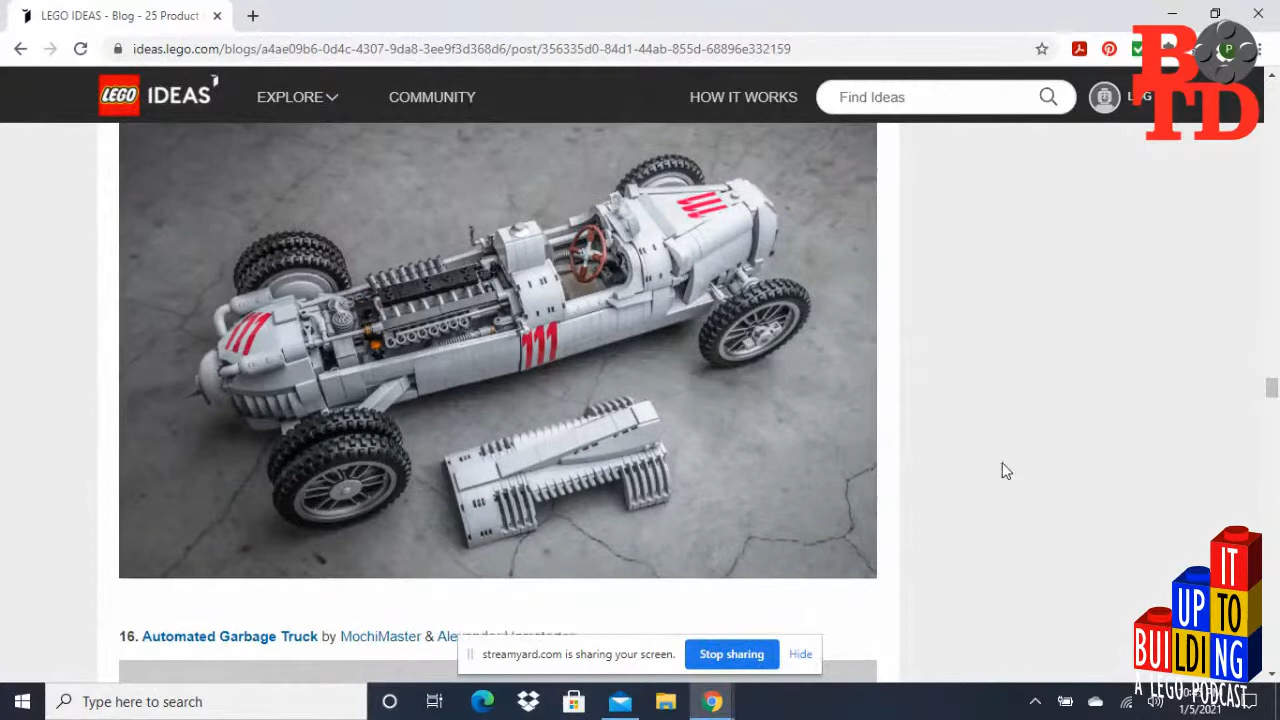 LEGO IDEAS - Blog - 25 Product
ideas.lego.com/blogs/a4ae09b6-0d4c-4307-9da8-3ee9f3d368d6/post/356335d0-84d1-44ab-855d-68896e332159
P
B
TD
LEGO IDEAS
EXPLORE
COMMUNITY
HOW IT WORKS
Find Ideas
111
111
111
16. Automated Garbage Truck by MochiMaster &
streamyard.com is sharing your screen.
Stop sharing
Hide
IT
UP TO
BUILDING
A LEGO PODCAST
Type here to search
1/5/2021